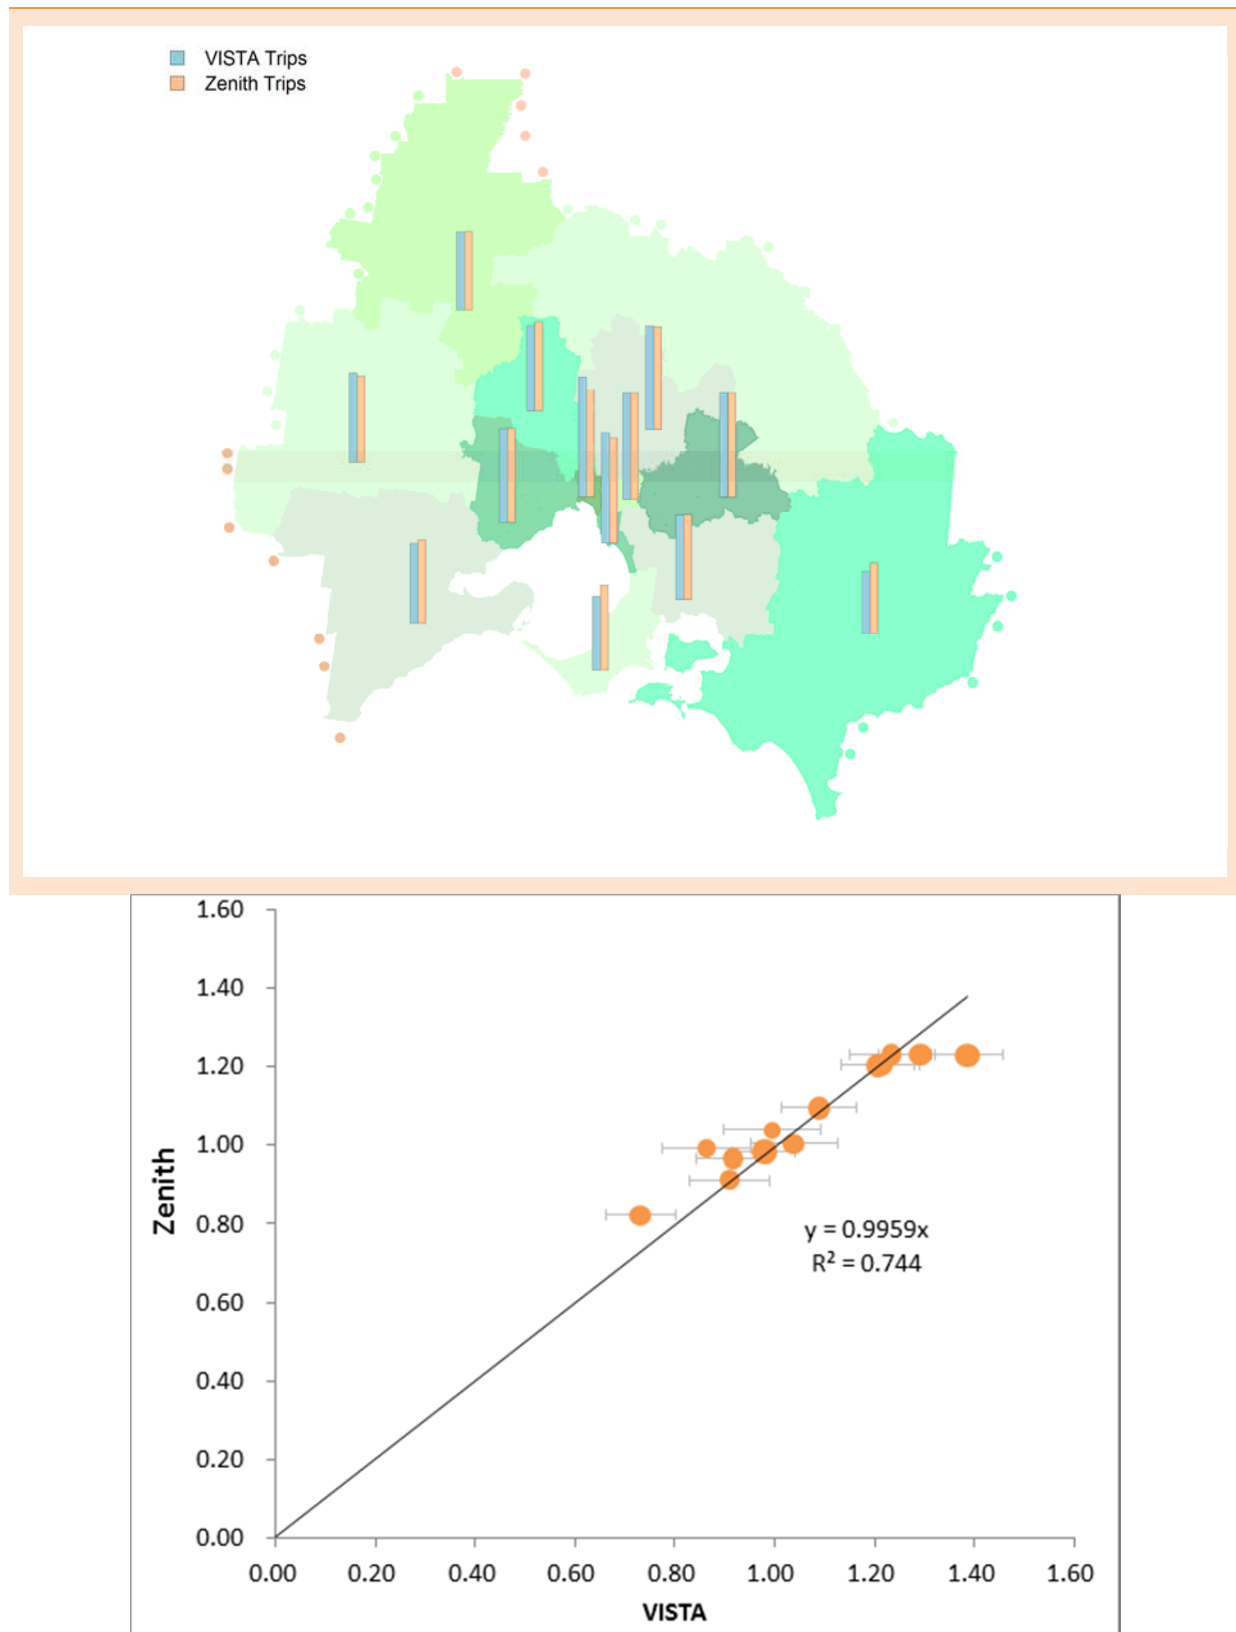 VISTA Trips
Zenith Trips
1.60
1.40
1.20
1.00
0.80
0.60
0.40
0.20
0.00
Zenith
y = 0.9959x
R² = 0.744
0.00 0.20 0.40 0.60 0.80 1.00 1.20 1.40 1.60
VISTA